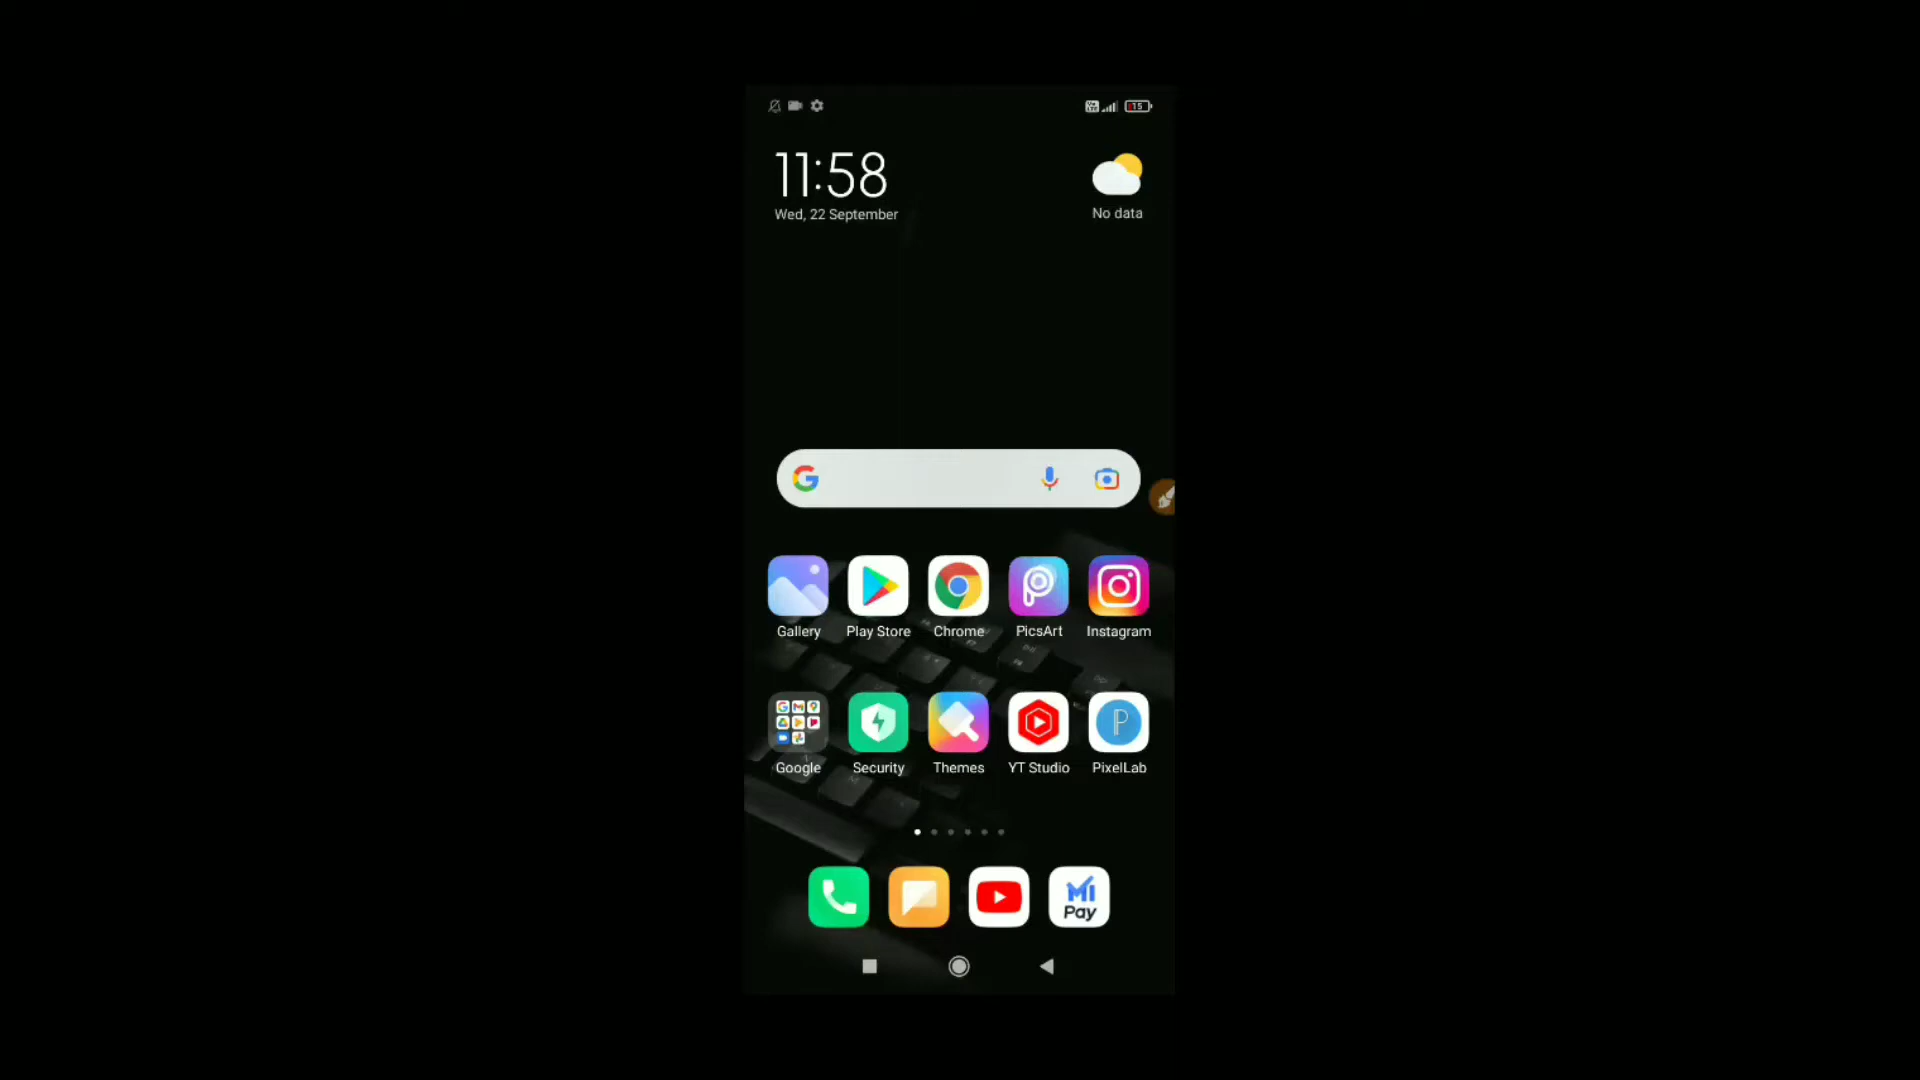 15
11:58
Wed, 22 September
No data
Gallery Play Store Chrome PicsArt Instagram
Google Security Themes YT Studio PixelLab
MI
Pay